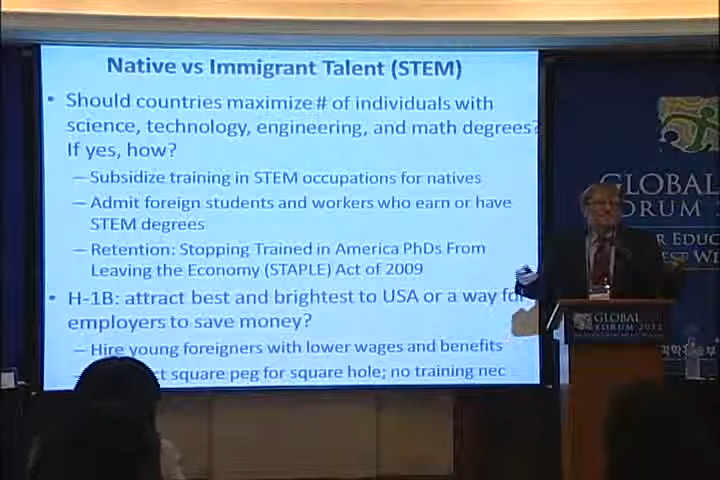 Native vs Immigrant Talent (STEM)
• Should countries maximize # of individuals with
science, technology, engineering, and math degrees?
If yes, how?
– Subsidize training in STEM occupations for natives
– Admit foreign students and workers who earn or have
STEM degrees
– Retention: Stopping Trained in America PhDs From
Leaving the Economy (STAPLE) Act of 2009
• H-1B: attract best and brightest to USA or a way for
employers to save money?
– Hire young foreigners with lower wages and benefits
square peg for square hole; no training nec
GLOBAL
FORUM
GLOBAL
FORUM